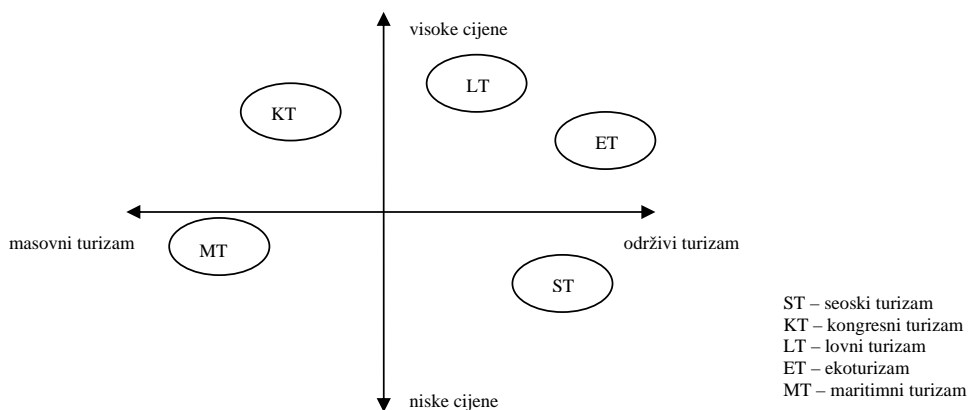 visoke cijene
LT
KT
ET
masovni turizam
održivi turizam
MT
ST
ST – seoski turizam
KT – kongresni turizam
LT – lovni turizam
ET – ekoturizam
MT – maritimni turizam
niske cijene